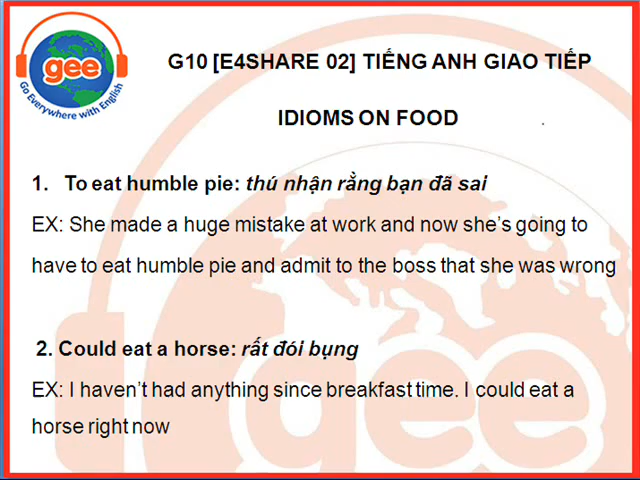 gee
Go Everywhere with English
G10 [E4SHARE 02] TIẾNG ANH GIAO TIẾP
IDIOMS ON FOOD
1. To eat humble pie: thú nhận rằng bạn đã sai
EX: She made a huge mistake at work and now she's going to
have to eat humble pie and admit to the boss that she was wrong
2. Could eat a horse: rất đói bụng
EX: I haven't had anything since breakfast time. I could eat a
horse right now
gee